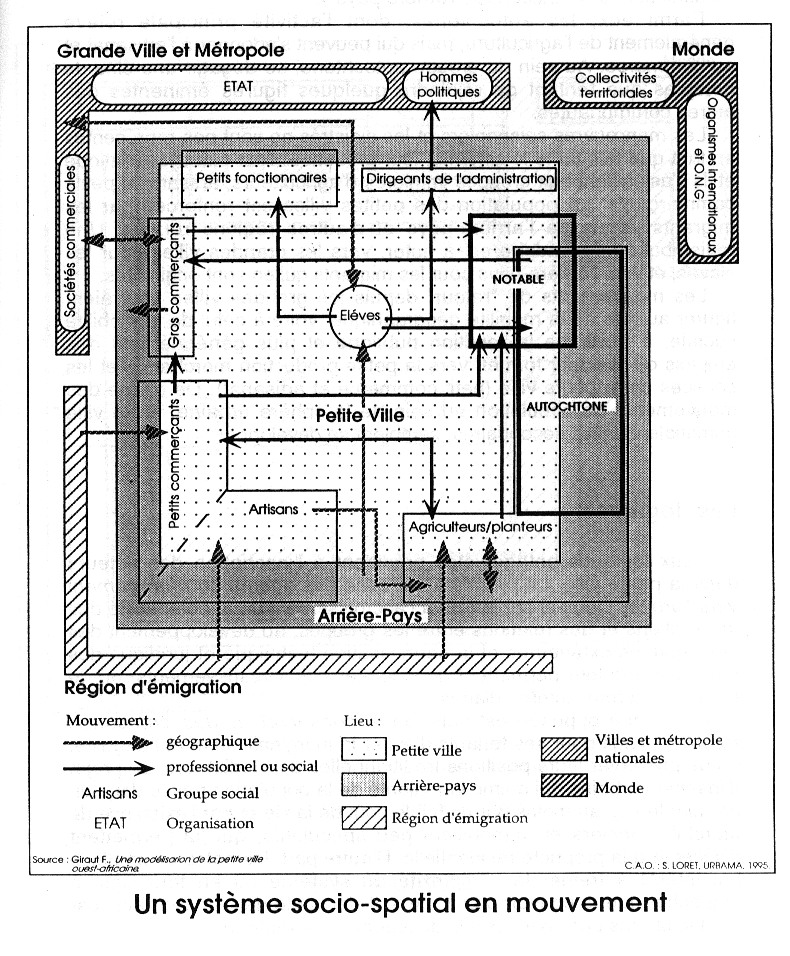 Grande Ville et Métropole
Monde
ETAT
Hommes
politiques
Collectivités
territoriales
Organismes internationaux
et O.N.G.
Sociétés commerciales
Petits fonctionnaires
Dirigeants de l'administration
Gros commerçants
NOTABLE
Eléves
Petite Ville
AUTOCHTONE
Petits commerçants
Artisans
Agriculteurs/planteurs
Arrière-Pays
Région d'émigration
Mouvement :
géographique
professionnel ou social
Artisans Groupe social
ETAT Organisation
Lieu :
Petite ville
Arrière-pays
Région d'émigration
Villes et métropole
nationales
Monde
Source : Giraut F., Une modélisarion de la petite ville
ouest-africaine.
C.A.O. : S. LORET, URBAMA, 1995.
Un système socio-spatial en mouvement